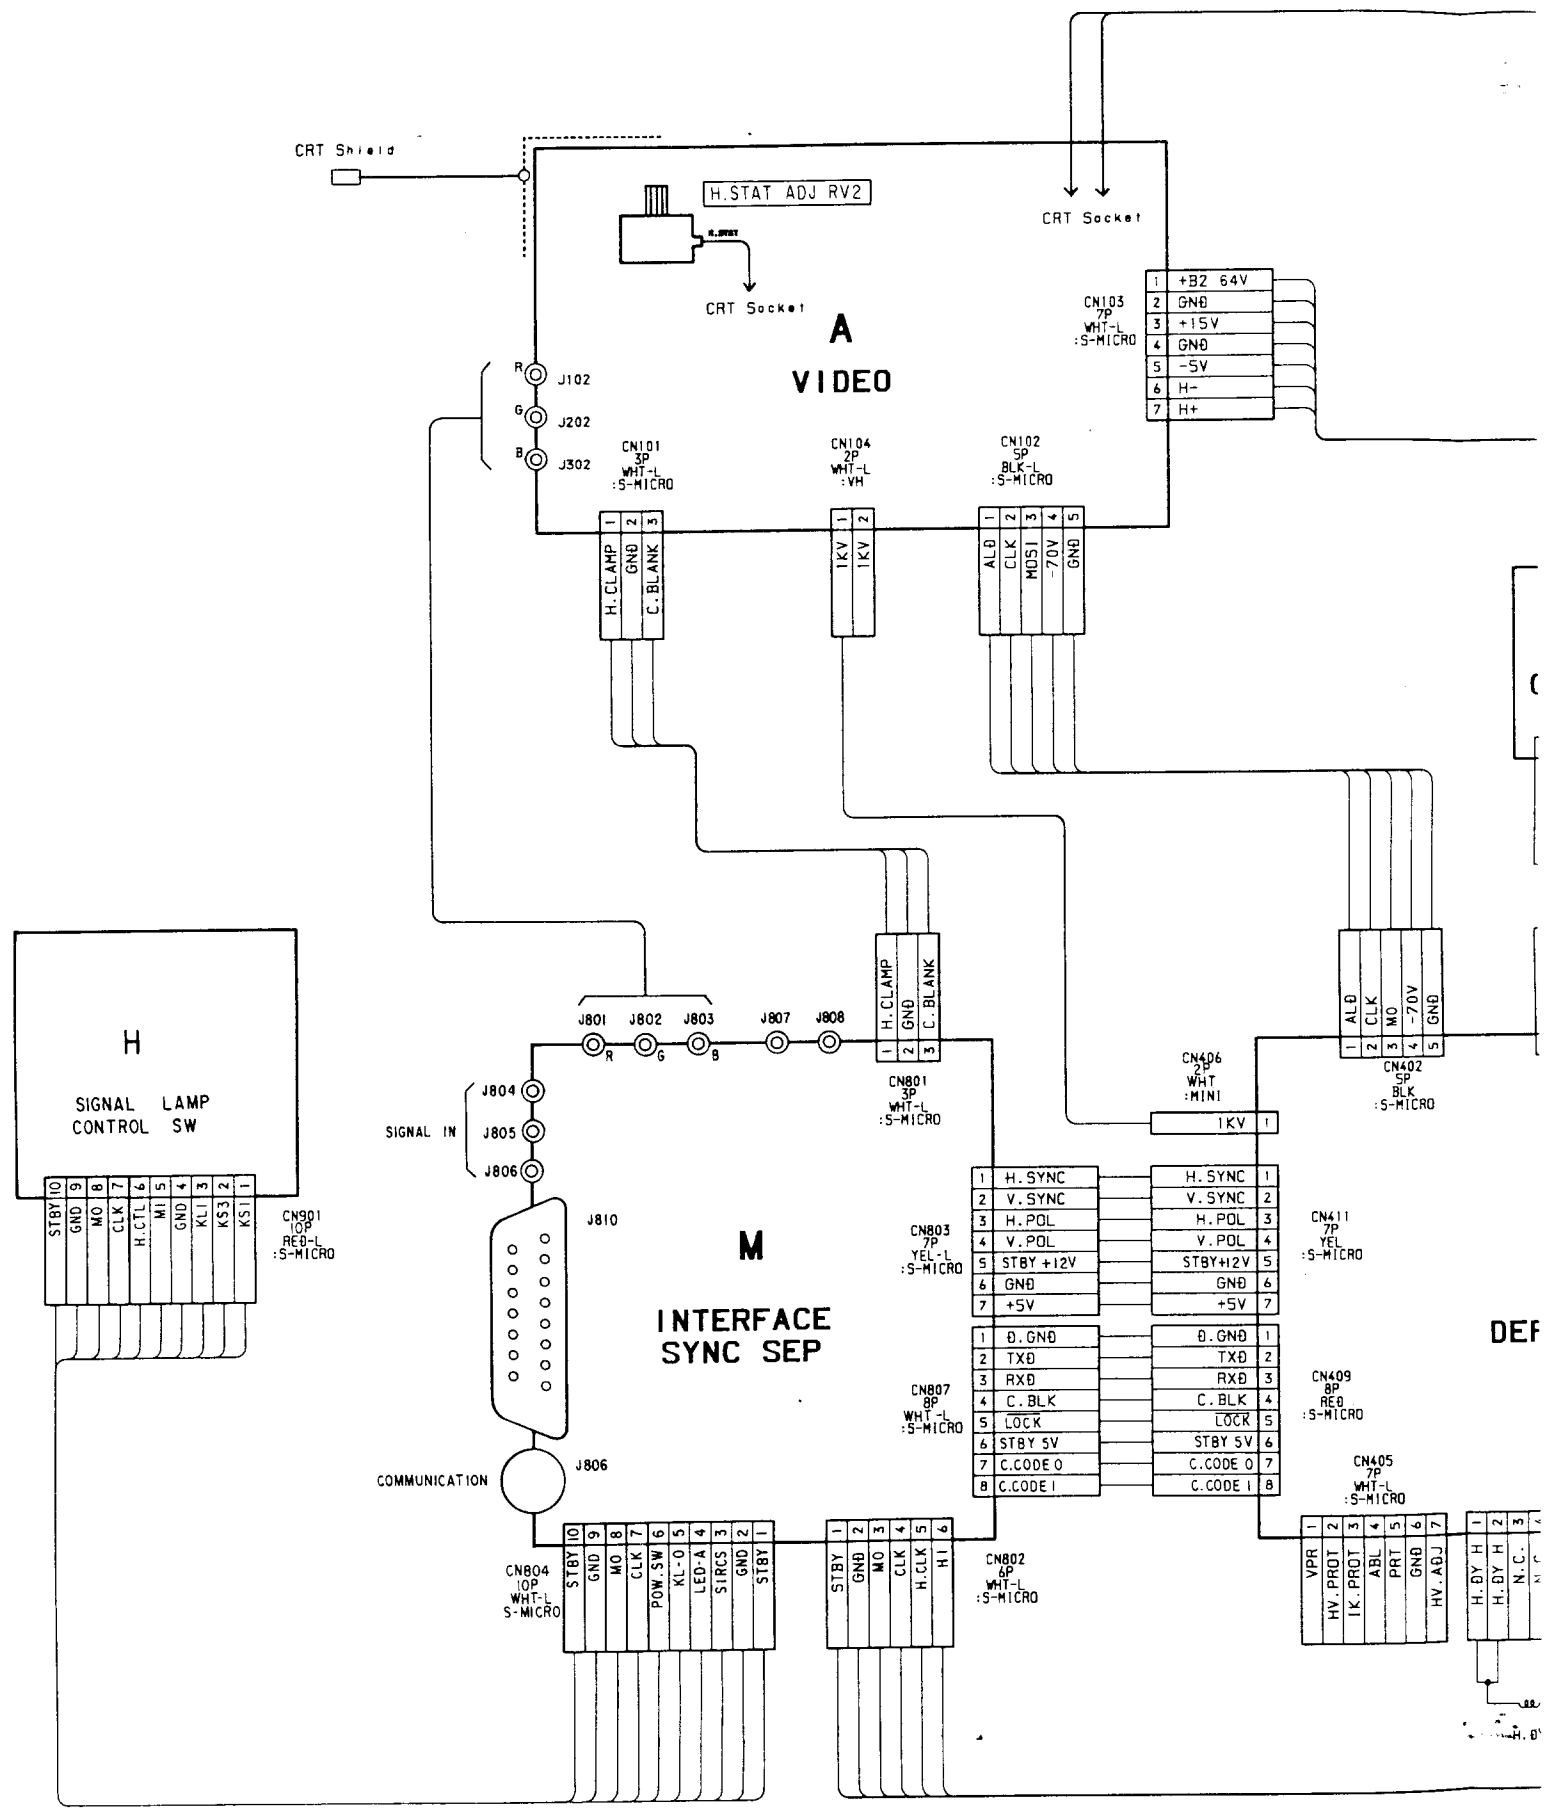 CRT Shield
H.STAT ADJ RV2
H.STAT
CRT Socket
CRT Socket
A
VIDEO
CN103
7P
WHT-L
:S-MICRO
1 +B2 64V
2 GND
3 +15V
4 GND
5 -5V
6 H-
7 H+
R J102
G J202
B J302
CN101
3P
WHT-L
:S-MICRO
1 H.CLAMP
2 GND
3 C.BLANK
CN104
2P
WHT-L
:VH
1 1KV
2 1KV
CN102
5P
BLK-L
:S-MICRO
1 ALD
2 CLK
3 MOSI
4 -70V
5 GND
H
SIGNAL LAMP
CONTROL SW
10 STBY
9 GND
8 MO
7 CLK
6 H.CTL
5 MI
4 GND
3 KL1
2 KS3
1 KS1
CN901
10P
RED-L
:S-MICRO
J801 J802 J803 J807 J808
R G B
1 H.CLAMP
2 GND
3 C.BLANK
CN801
3P
WHT-L
:S-MICRO
SIGNAL IN
J804
J805
J806
J810
M
INTERFACE
SYNC SEP
COMMUNICATION
J806
CN803
7P
YEL-L
:S-MICRO
1 H.SYNC
2 V.SYNC
3 H.POL
4 V.POL
5 STBY +12V
6 GND
7 +5V
CN807
8P
WHT-L
:S-MICRO
1 D.GND
2 TXD
3 RXD
4 C.BLK
5 LOCK
6 STBY 5V
7 C.CODE 0
8 C.CODE 1
CN804
10P
WHT-L
S-MICRO
10 STBY
9 GND
8 MO
7 CLK
6 POW.SW
5 KL-O
4 LED-A
3 SIRCS
2 GND
1 STBY
1 STBY
2 GND
3 MO
4 CLK
5 H.CLK
6 HI
CN802
6P
WHT-L
:S-MICRO
1 ALD
2 CLK
3 MO
4 -70V
5 GND
CN402
5P
BLK
:S-MICRO
CN406
2P
WHT
:MINI
1KV 1
H.SYNC 1
V.SYNC 2
H.POL 3
V.POL 4
STBY+12V 5
GND 6
+5V 7
CN411
7P
YEL
:S-MICRO
D.GND 1
TXD 2
RXD 3
C.BLK 4
LOCK 5
STBY 5V 6
C.CODE 0 7
C.CODE 1 8
CN409
8P
RED
:S-MICRO
DEF
CN405
7P
WHT-L
:S-MICRO
1 VPR
2 HV.PROT
3 IK.PROT
4 ABL
5 PRT
6 GND
7 HV.ADJ
1 H.DY H
2 H.DY H
3 N.C.